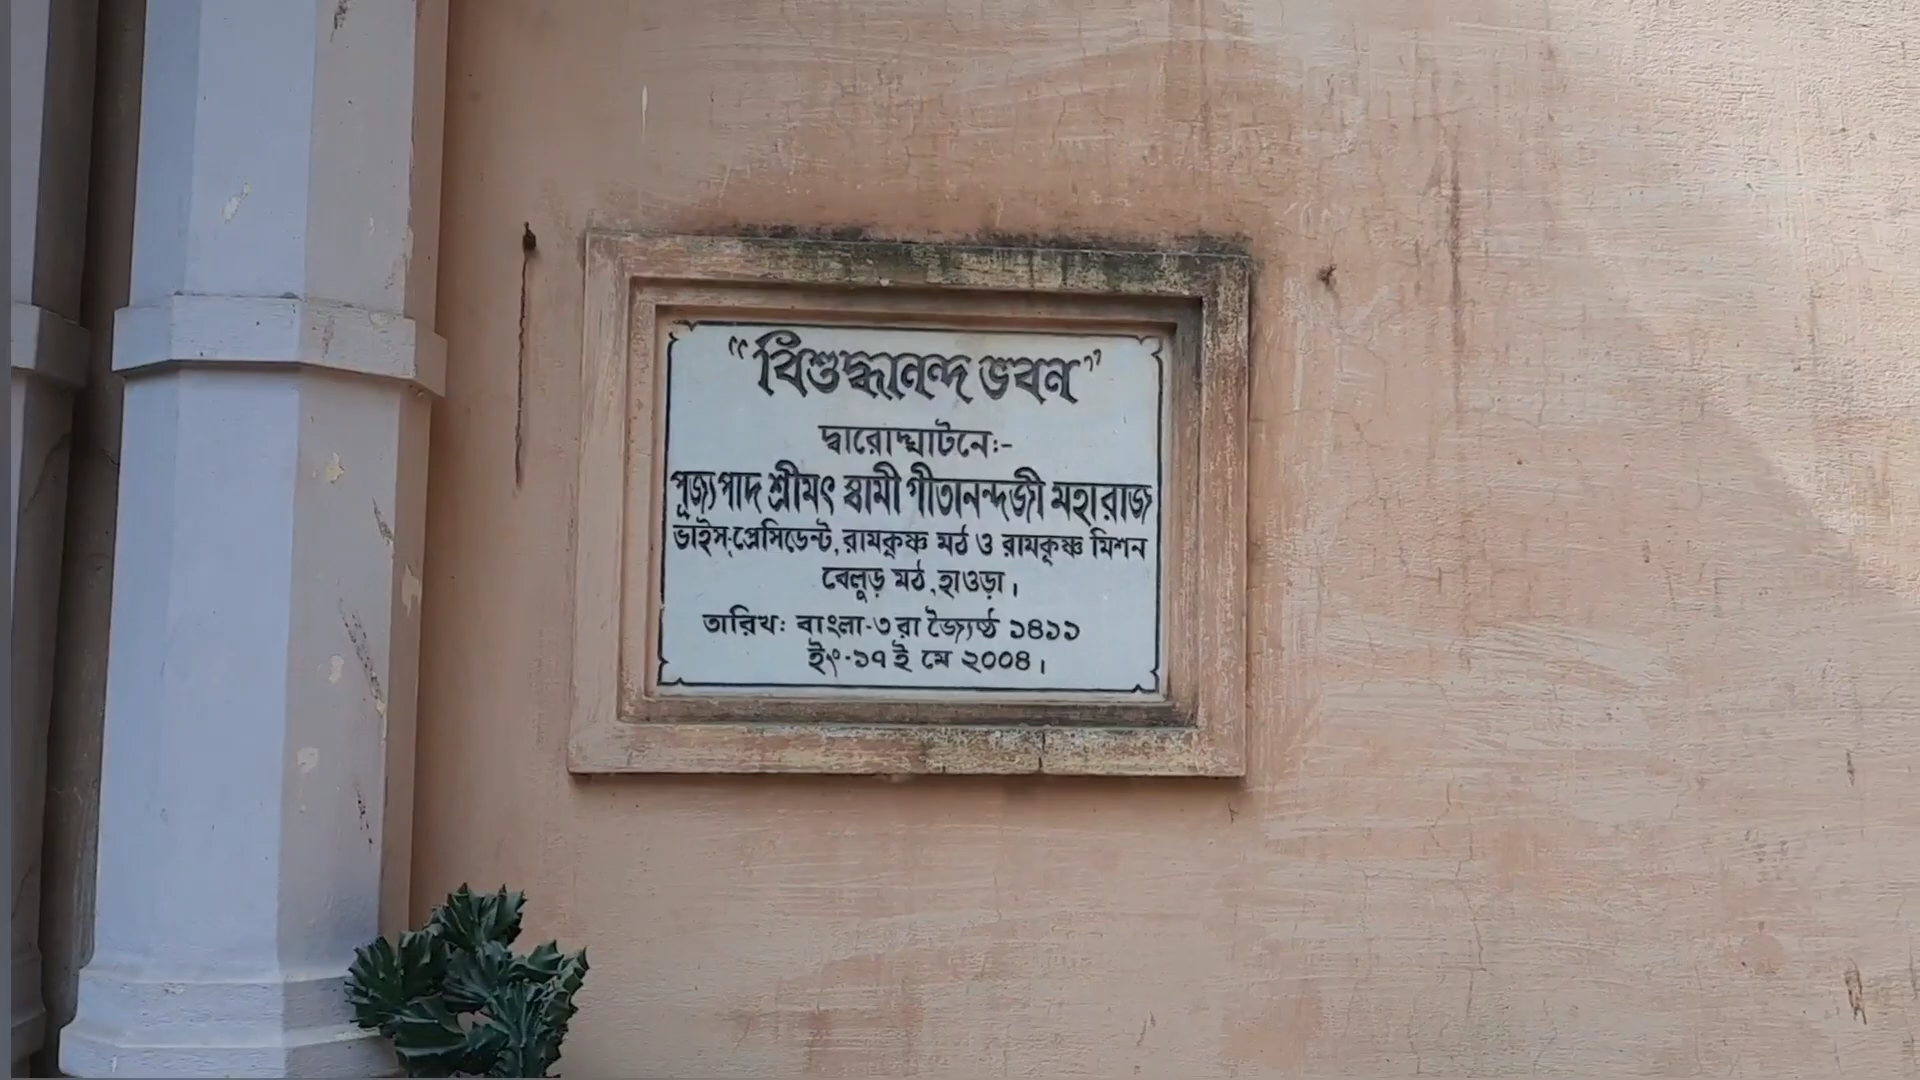 “বিশুদ্ধানন্দ ভবন”
দ্বারোদ্ঘাটনেঃ-
পূজ্যপাদ শ্রীমৎ স্বামী গীতানন্দজী মহারাজ
ভাইস্-প্রেসিডেন্ট, রামকৃষ্ণ মঠ ও রামকৃষ্ণ মিশন
বেলুড় মঠ, হাওড়া।
তারিখঃ বাংলা-৩রা জ্যৈষ্ঠ ১৪১১
ইং-১৭ই মে ২০০৪।